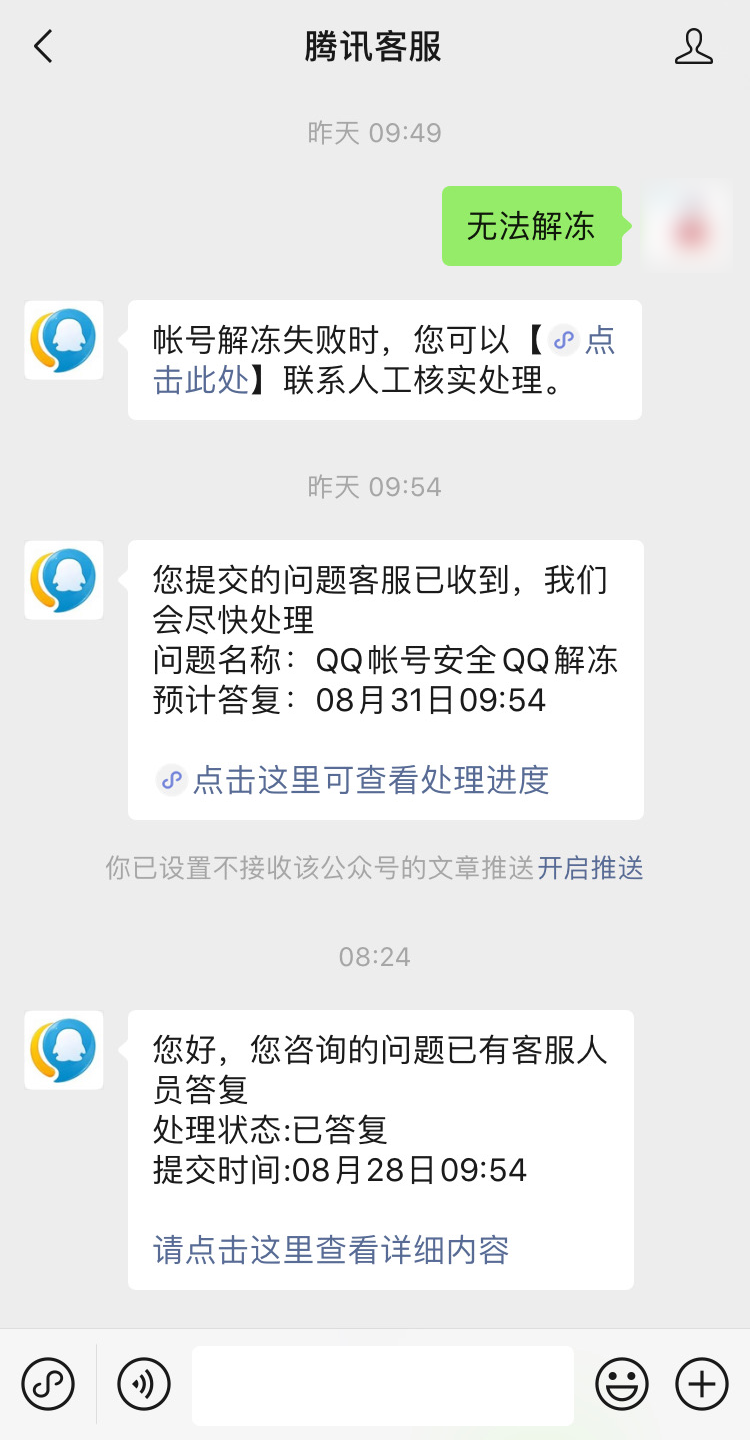 腾讯客服
昨天 09:49
无法解冻
帐号解冻失败时，您可以【点
击此处】联系人工核实处理。
昨天 09:54
您提交的问题客服已收到，我们
会尽快处理
问题名称：QQ帐号安全QQ解冻
预计答复：08月31日09:54
点击这里可查看处理进度
你已设置不接收该公众号的文章推送开启推送
08:24
您好，您咨询的问题已有客服人
员答复
处理状态:已答复
提交时间:08月28日09:54
请点击这里查看详细内容